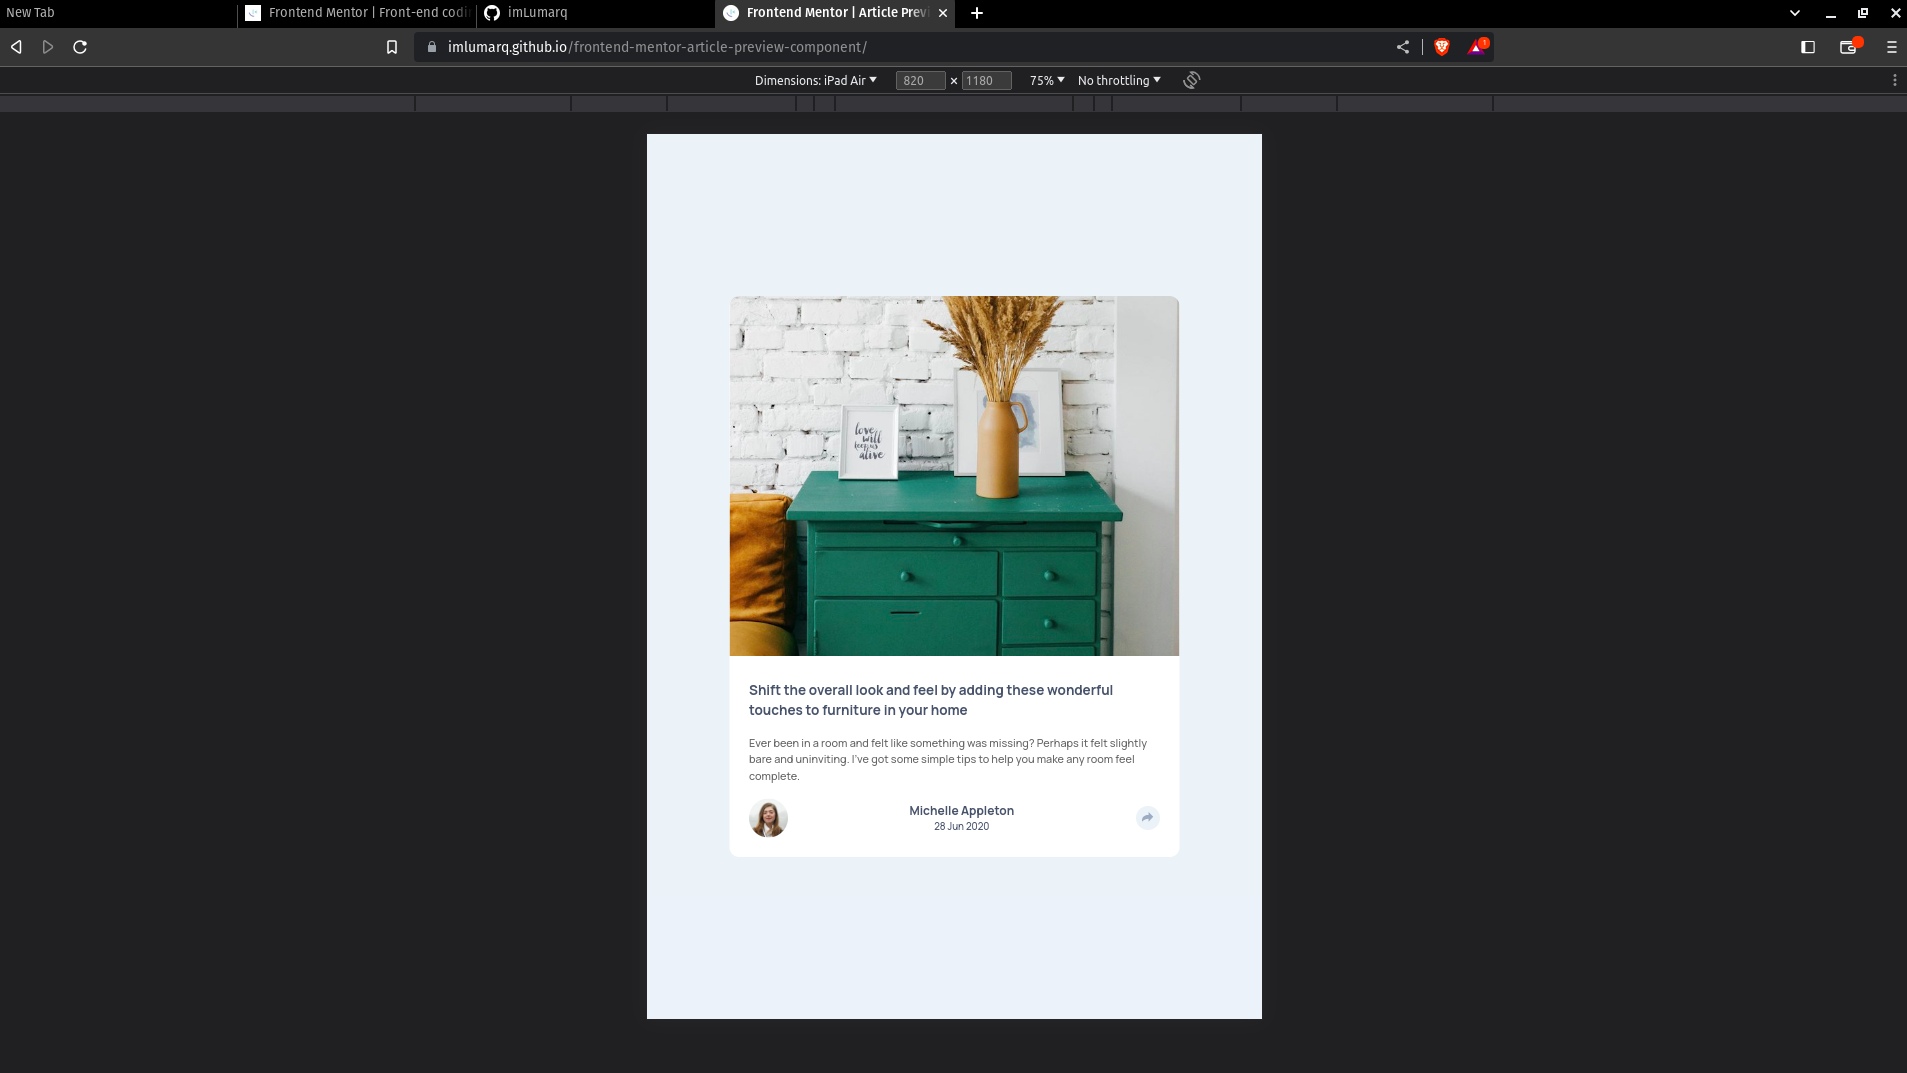 New Tab
Frontend Mentor | Front-end codi
imLumarq
Frontend Mentor | Article Previ
imlumarq.github.io/frontend-mentor-article-preview-component/
1
Dimensions: iPad Air
820 × 1180
75%
No throttling
love
will
keep us
alive
Shift the overall look and feel by adding these wonderful
touches to furniture in your home
Ever been in a room and felt like something was missing? Perhaps it felt slightly
bare and uninviting. I've got some simple tips to help you make any room feel
complete.
Michelle Appleton
28 Jun 2020